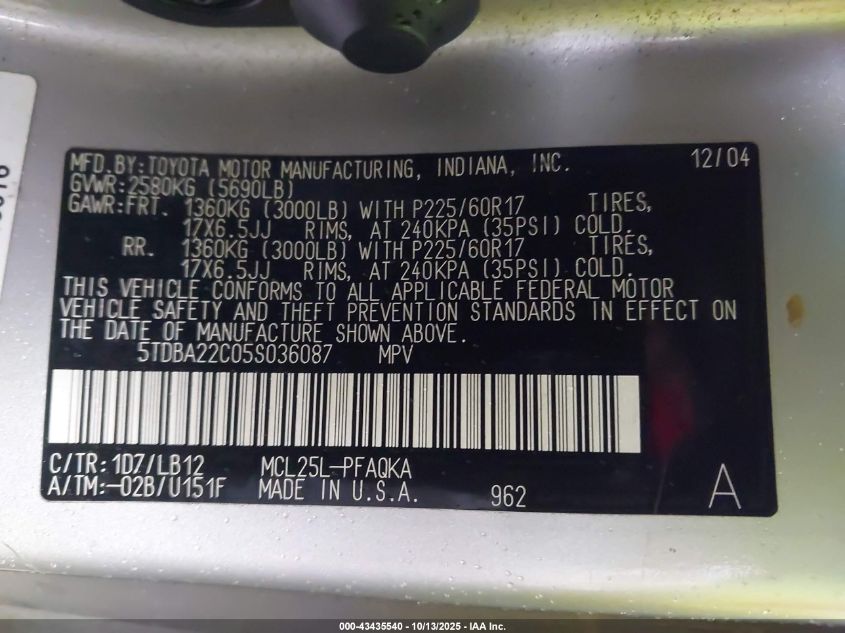 MFD.BY:TOYOTA MOTOR MANUFACTURING, INDIANA, INC. 12/04
GVWR:2580KG (5690LB)
GAWR:FRT. 1360KG (3000LB) WITH P225/60R17 TIRES,
17X6.5JJ RIMS, AT 240KPA (35PSI) COLD.
RR. 1360KG (3000LB) WITH P225/60R17 TIRES,
17X6.5JJ RIMS, AT 240KPA (35PSI) COLD.
THIS VEHICLE CONFORMS TO ALL APPLICABLE FEDERAL MOTOR
VEHICLE SAFETY AND THEFT PREVENTION STANDARDS IN EFFECT ON
THE DATE OF MANUFACTURE SHOWN ABOVE.
5TDBA22C05S036087 MPV
C/TR:1D7/LB12 MCL25L-PFAQKA
A/TM:-02B/U151F MADE IN U.S.A. 962 A
000-43435540 - 10/13/2025 - IAA Inc.